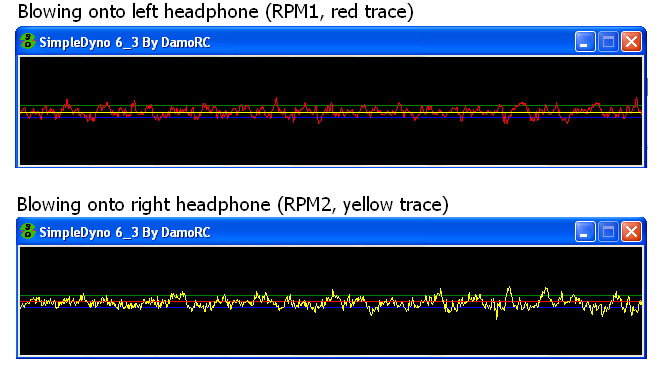 Blowing onto left headphone (RPM1, red trace)
SimpleDyno 6_3 By DamoRC
Blowing onto right headphone (RPM2, yellow trace)
SimpleDyno 6_3 By DamoRC